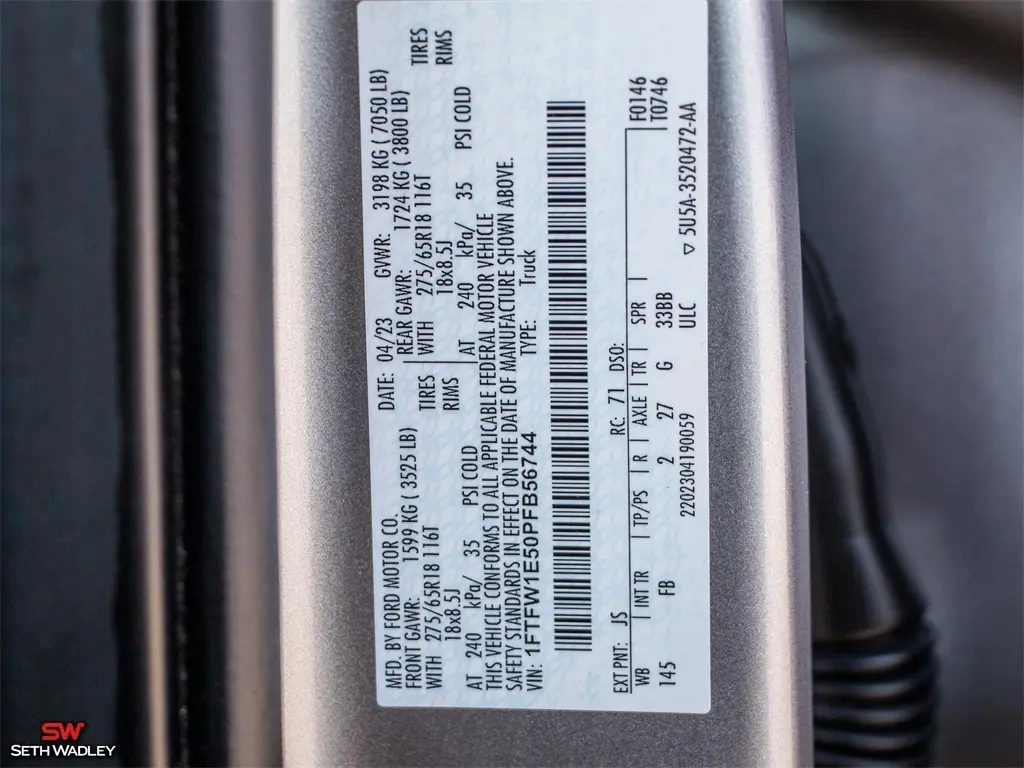 MFD. BY FORD MOTOR CO. DATE: 04/23 GVWR: 3198 KG ( 7050 LB)
FRONT GAWR: 1599 KG ( 3525 LB) REAR GAWR: 1724 KG ( 3800 LB)
WITH 275/65R18 116T TIRES WITH 275/65R18 116T TIRES
18x8.5J RIMS 18x8.5J RIMS
AT 240 kPa/ 35 PSI COLD AT 240 kPa/ 35 PSI COLD
THIS VEHICLE CONFORMS TO ALL APPLICABLE FEDERAL MOTOR VEHICLE
SAFETY STANDARDS IN EFFECT ON THE DATE OF MANUFACTURE SHOWN ABOVE.
VIN: 1FTFW1E50PFB56744 TYPE: Truck
EXT PNT: JS RC: 71 DSO: F0146
WB INT TR TP/PS R AXLE TR SPR T0746
145 FB 2 27 G 33BB
2202304190059 ULC ▽ 5U5A-3520472-AA
SW
SETH WADLEY